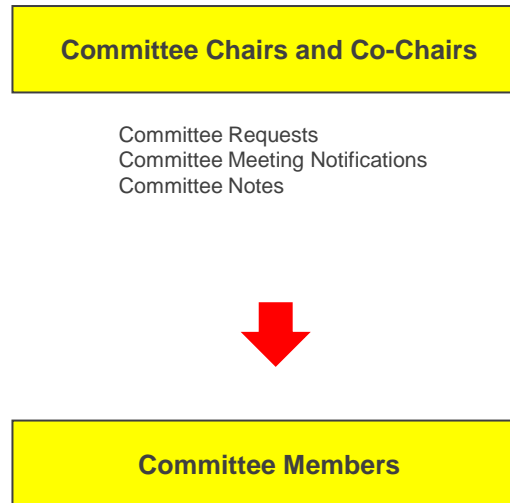 Committee Chairs and Co-Chairs
Committee Requests
Committee Meeting Notifications
Committee Notes
Committee Members